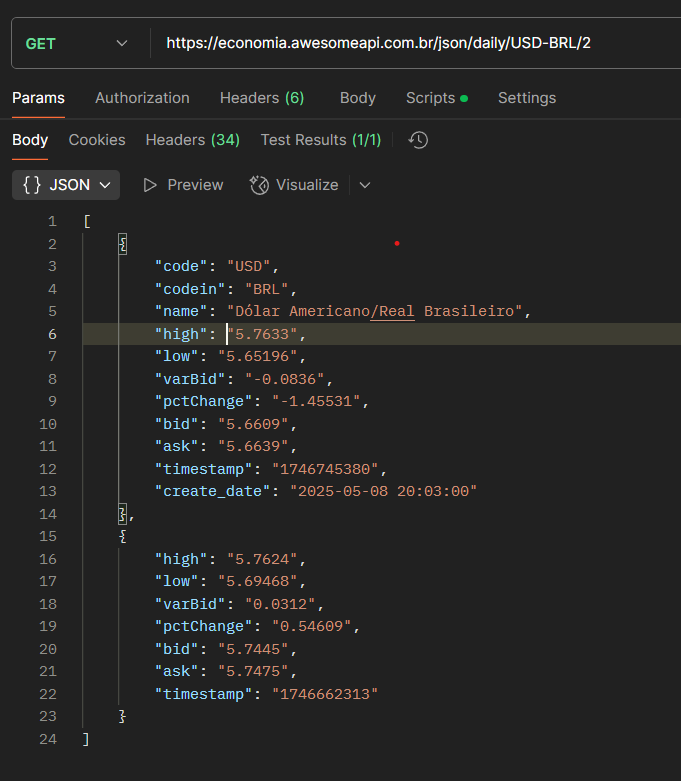 GET https://economia.awesomeapi.com.br/json/daily/USD-BRL/2
Params Authorization Headers (6) Body Scripts Settings
Body Cookies Headers (34) Test Results (1/1)
{} JSON Preview Visualize
1 [
2 {
3 "code": "USD",
4 "codein": "BRL",
5 "name": "Dólar Americano/Real Brasileiro",
6 "high": "5.7633",
7 "low": "5.65196",
8 "varBid": "-0.0836",
9 "pctChange": "-1.45531",
10 "bid": "5.6609",
11 "ask": "5.6639",
12 "timestamp": "1746745380",
13 "create_date": "2025-05-08 20:03:00"
14 },
15 {
16 "high": "5.7624",
17 "low": "5.69468",
18 "varBid": "0.0312",
19 "pctChange": "0.54609",
20 "bid": "5.7445",
21 "ask": "5.7475",
22 "timestamp": "1746662313"
23 }
24 ]